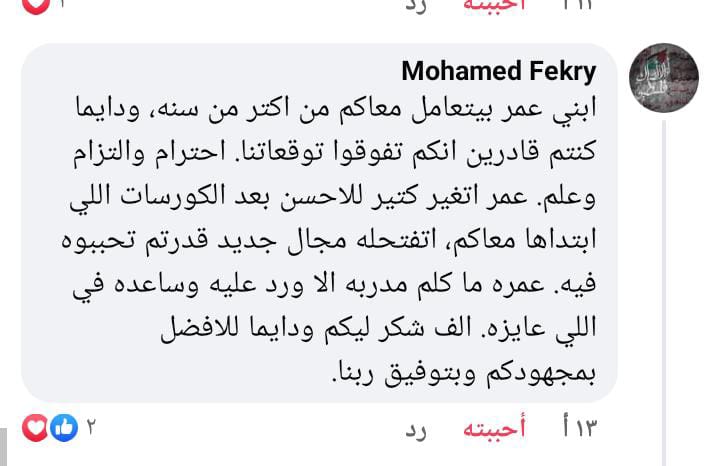 ١ أحببته رد ١٣ أ
Mohamed Fekry
ابني عمر بيتعامل معاكم من اكتر من سنه، ودايما
كنتم قادرين انكم تفوقوا توقعاتنا. احترام والتزام
وعلم. عمر اتغير كتير للاحسن بعد الكورسات اللي
ابتداها معاكم، اتفتحله مجال جديد قدرتم تحببوه
فيه. عمره ما كلم مدربه الا ورد عليه وساعده في
اللي عايزه. الف شكر ليكم ودايما للافضل
بمجهودكم وبتوفيق ربنا.
١٣ أ أحببته رد ٢